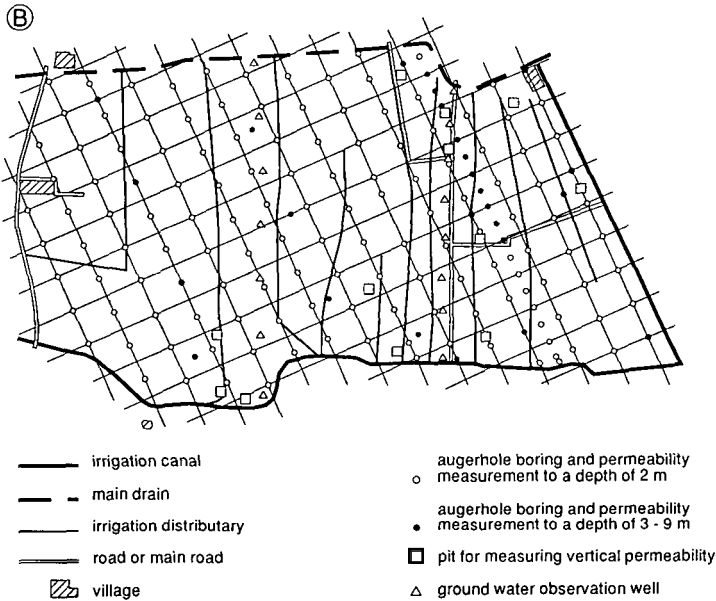 B
irrigation canal
main drain
irrigation distributary
road or main road
village
augerhole boring and permeability
measurement to a depth of 2 m
augerhole boring and permeability
measurement to a depth of 3 - 9 m
pit for measuring vertical permeability
ground water observation well